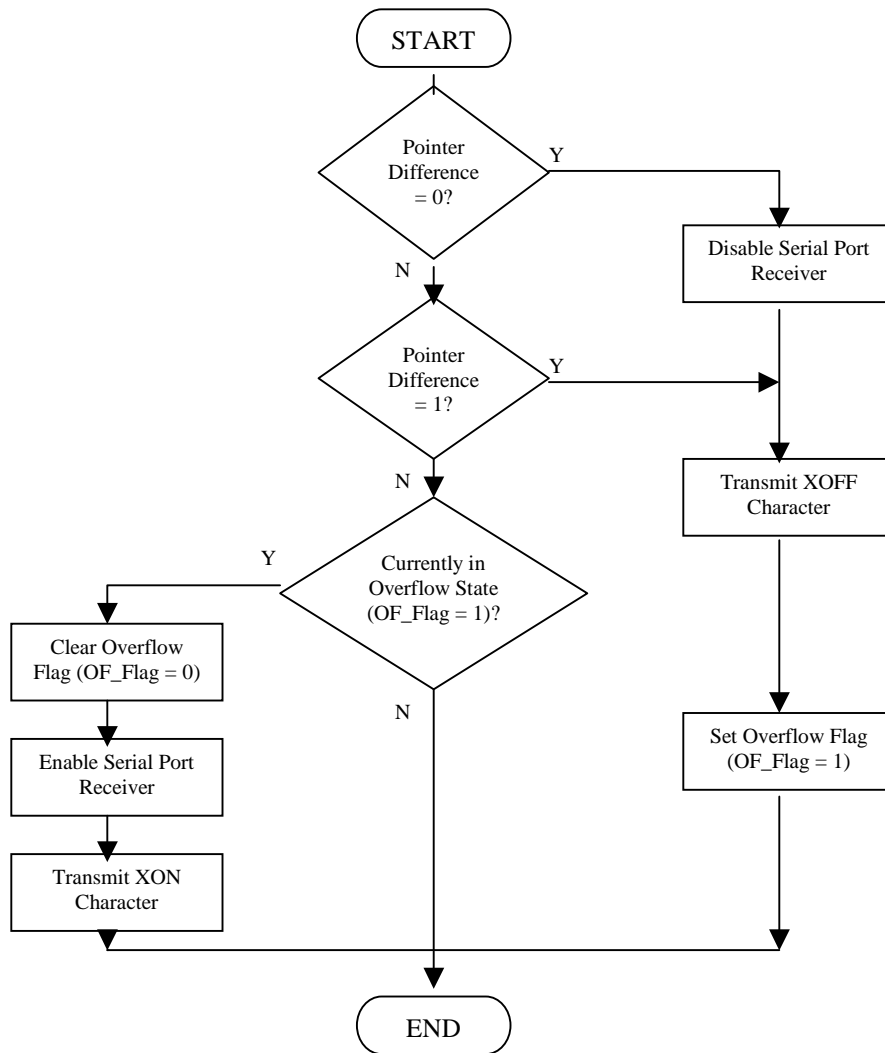 START
Pointer
Difference
= 0?
Y
N
Disable Serial Port
Receiver
Pointer
Difference
= 1?
Y
N
Transmit XOFF
Character
Currently in
Overflow State
(OF_Flag = 1)?
Y
N
Clear Overflow
Flag (OF_Flag = 0)
Enable Serial Port
Receiver
Set Overflow Flag
(OF_Flag = 1)
Transmit XON
Character
END